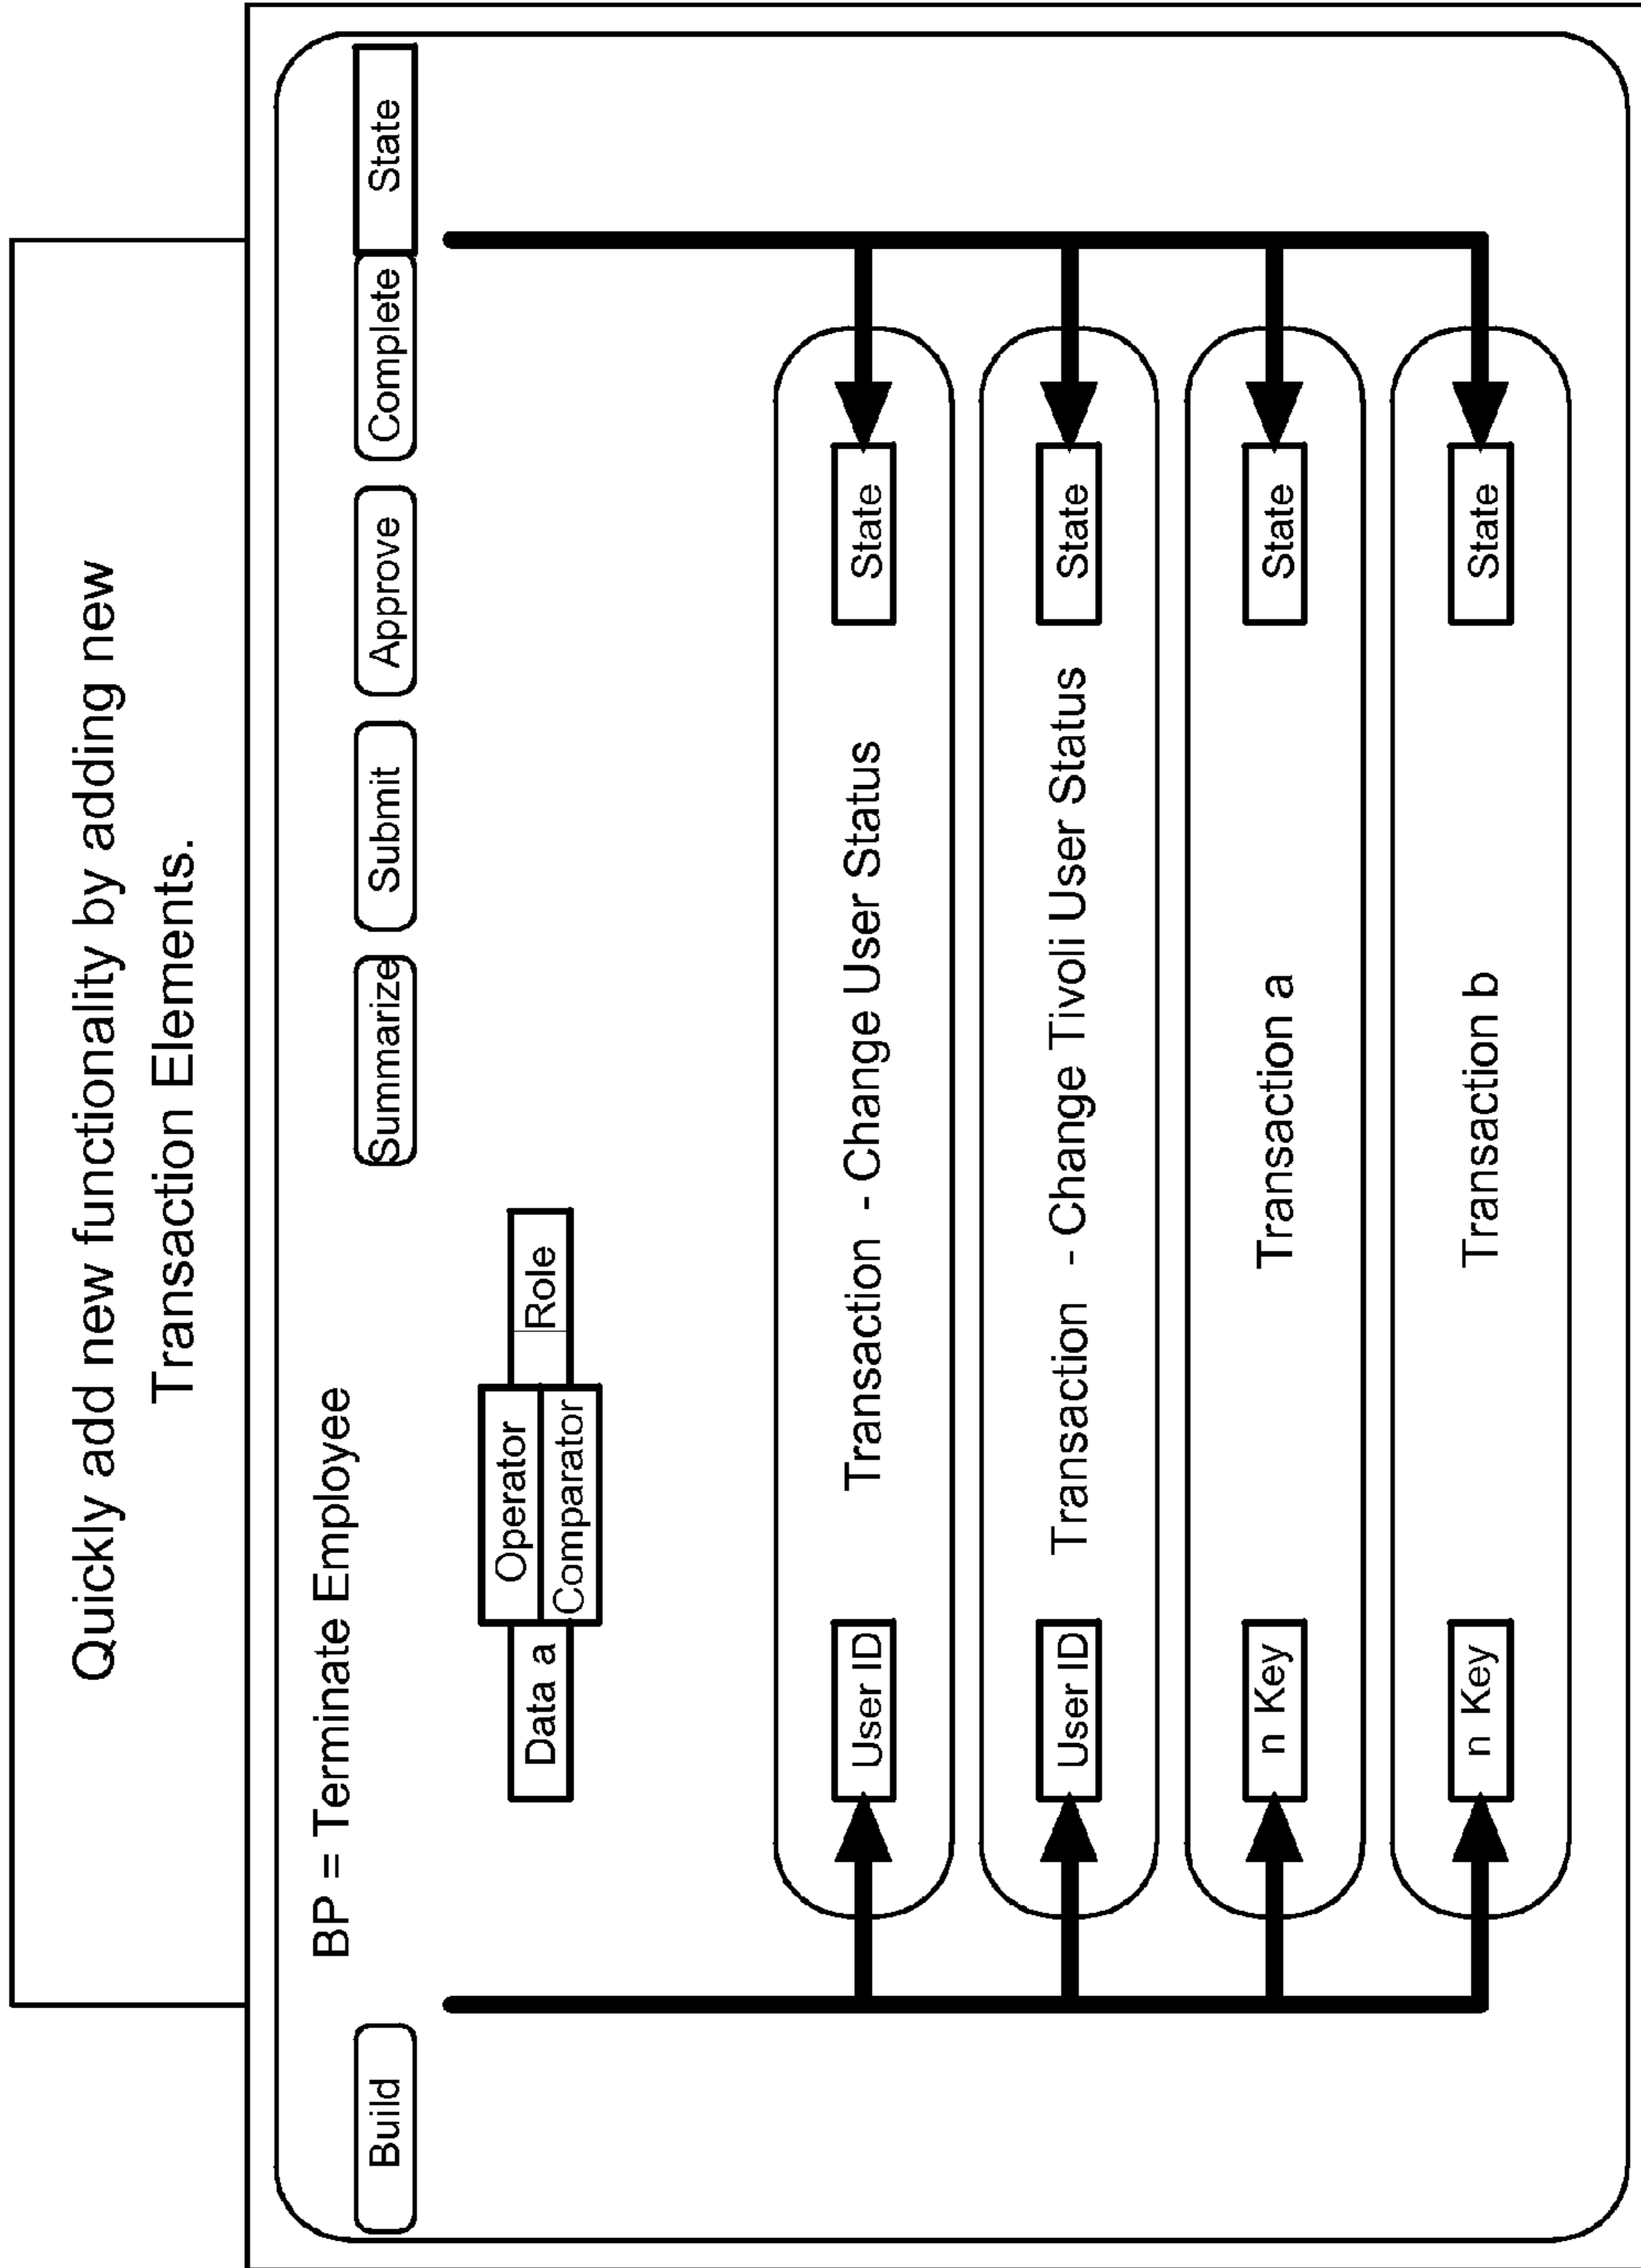 Quickly add new functionality by adding new
Transaction Elements.
Build
BP = Terminate Employee
Summarize
Submit
Approve
Complete
State
Data a
Operator
Comparator
Role
User ID
Transaction - Change User Status
State
User ID
Transaction - Change Tivoli User Status
State
n Key
Transaction a
State
n Key
Transaction b
State